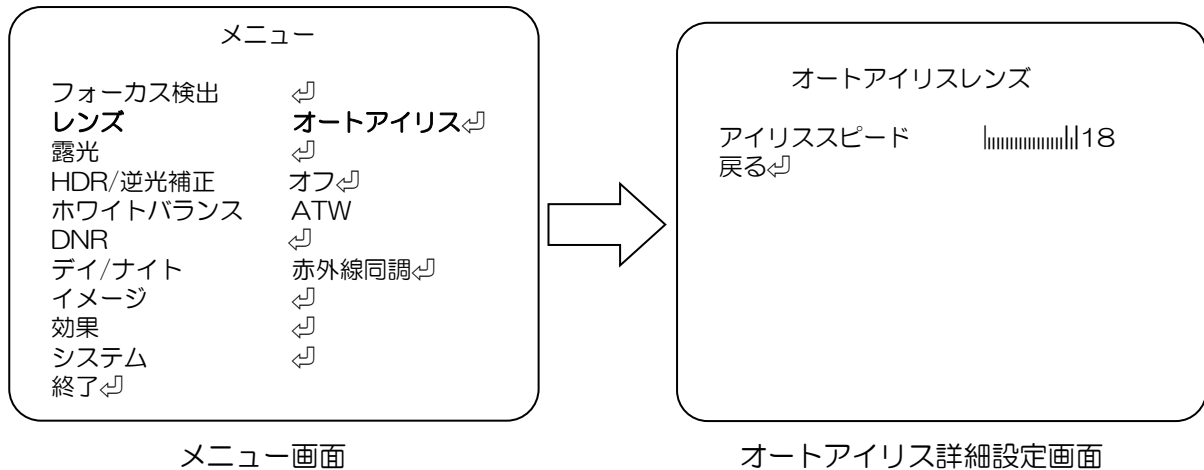 メニュー
フォーカス検出 ⏎
レンズ オートアイリス⏎
露光 ⏎
HDR/逆光補正 オフ⏎
ホワイトバランス ATW
DNR ⏎
デイ/ナイト 赤外線同調⏎
イメージ ⏎
効果 ⏎
システム ⏎
終了⏎
メニュー画面
オートアイリスレンズ
アイリススピード 18
戻る⏎
オートアイリス詳細設定画面